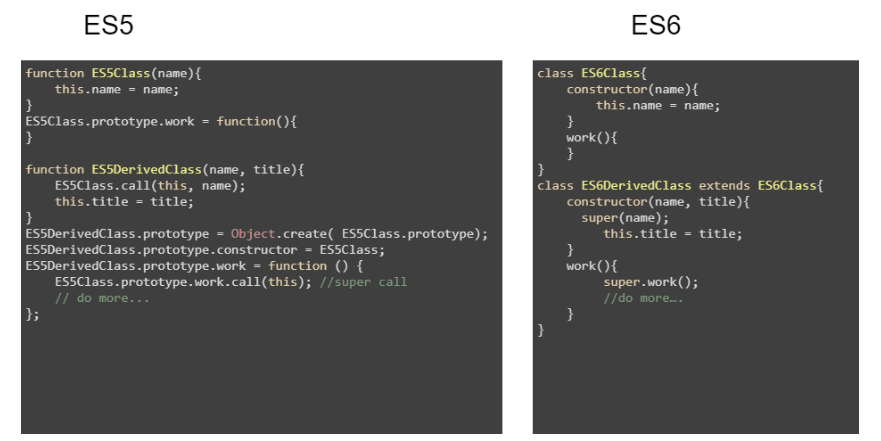 ES5
function ES5Class(name){
    this.name = name;
}
ES5Class.prototype.work = function(){
}

function ES5DerivedClass(name, title){
    ES5Class.call(this, name);
    this.title = title;
}
ES5DerivedClass.prototype = Object.create( ES5Class.prototype);
ES5DerivedClass.prototype.constructor = ES5Class;
ES5DerivedClass.prototype.work = function () {
    ES5Class.prototype.work.call(this); //super call
    // do more...
};
ES6
class ES6Class{
    constructor(name){
        this.name = name;
    }
    work(){
    }
}
class ES6DerivedClass extends ES6Class{
    constructor(name, title){
      super(name);
         this.title = title;
    }
    work(){
         super.work();
         //do more….
    }
}